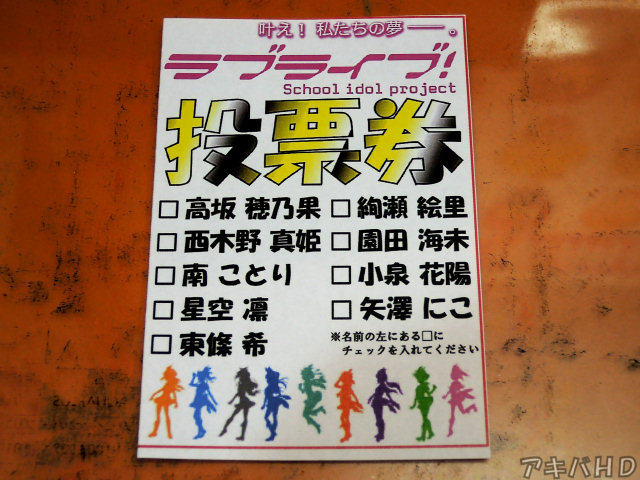 叶え！私たちの夢――。
ラブライブ!
School idol project
投票券
□ 高坂 穂乃果 □ 絢瀬 絵里
□ 西木野 真姫 □ 園田 海未
□ 南 ことり □ 小泉 花陽
□ 星空 凛 □ 矢澤 にこ
□ 東條 希
※名前の左にある□に
チェックを入れてください
アキバHD